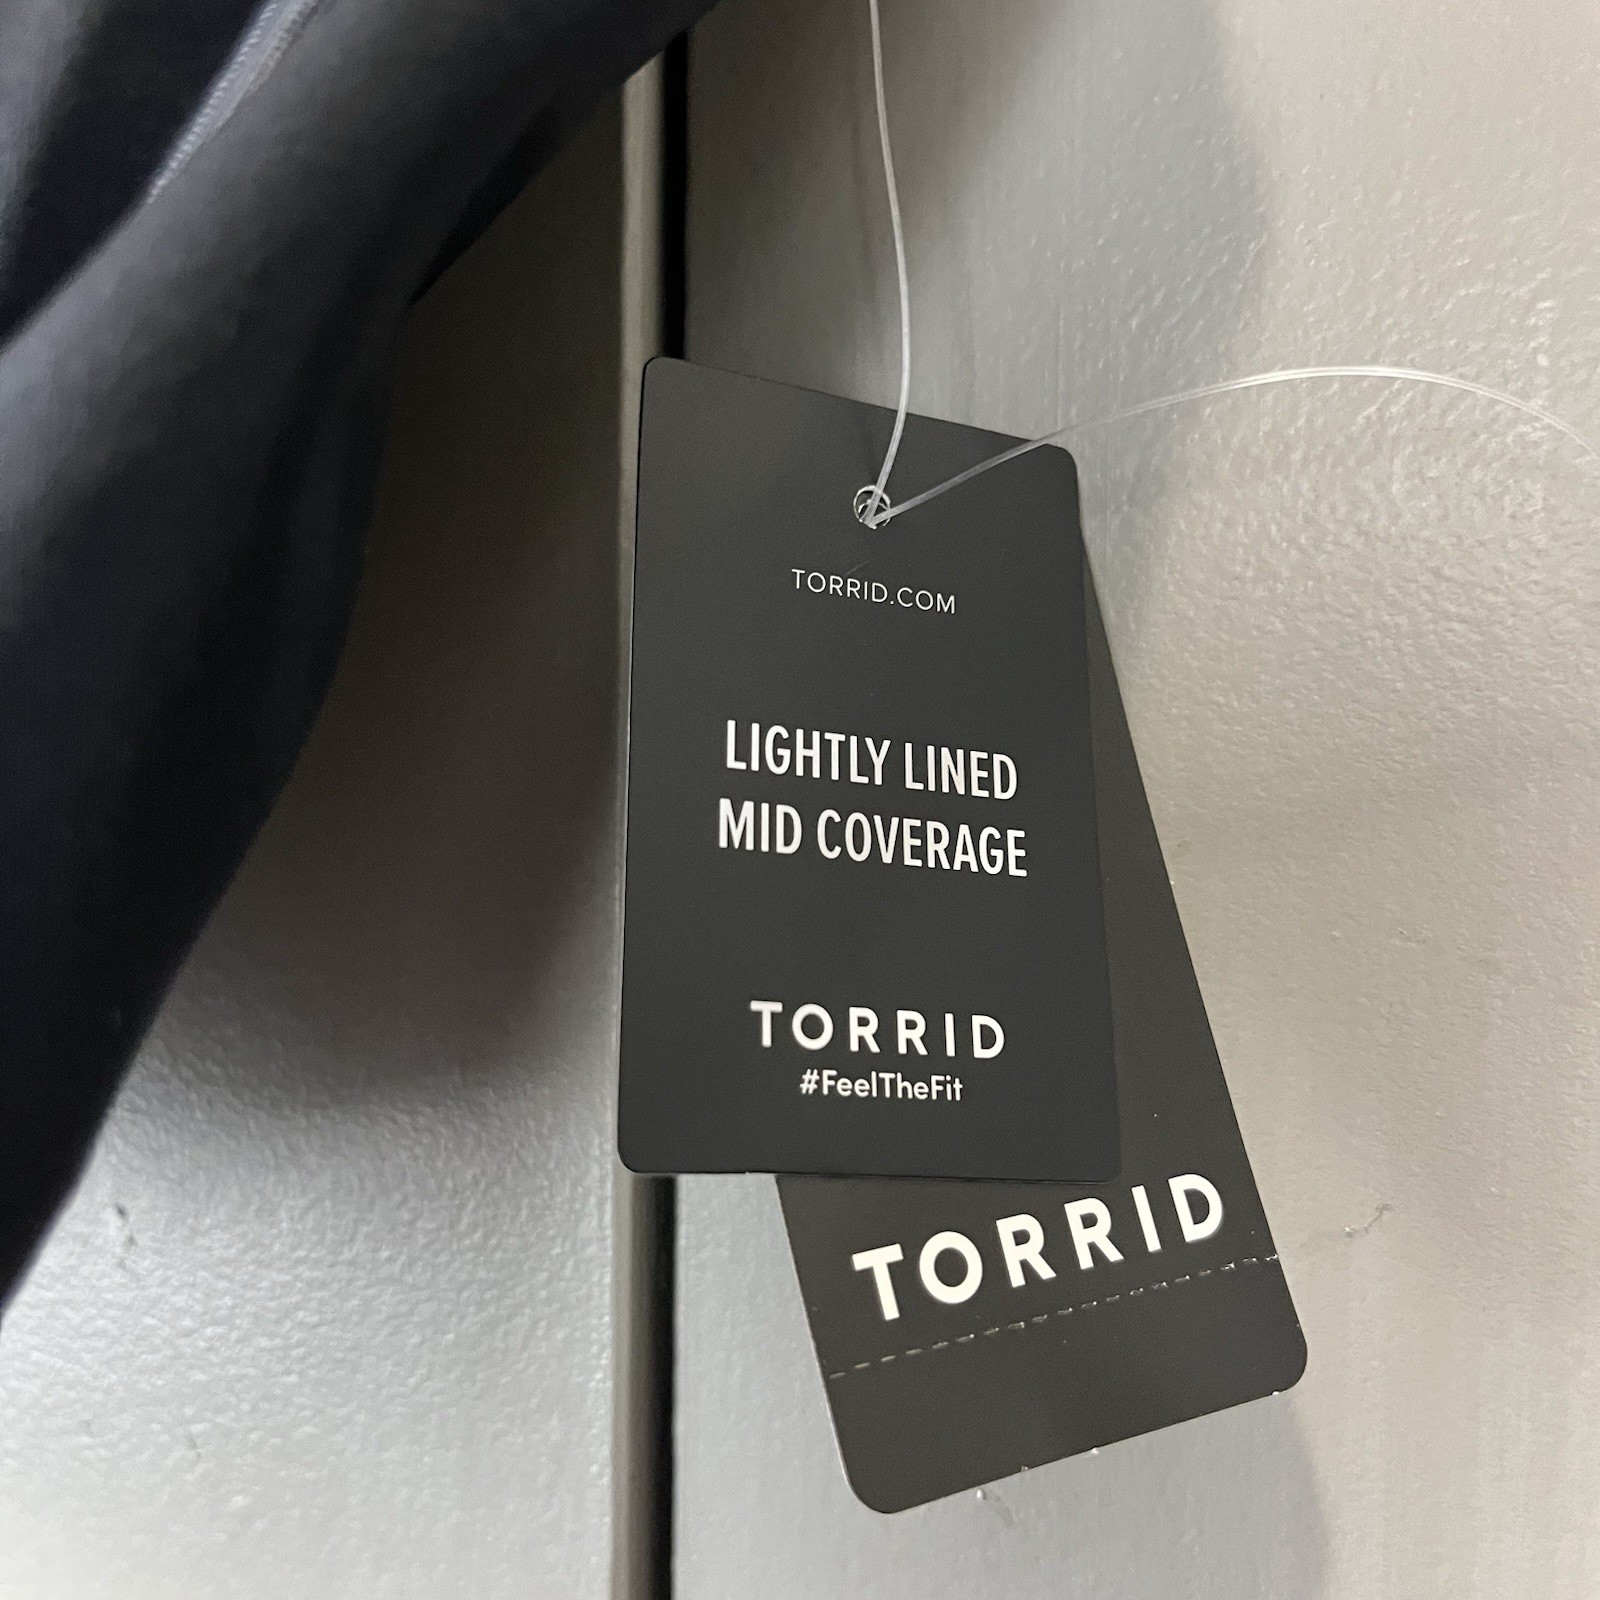 TORRID.COM
LIGHTLY LINED
MID COVERAGE
TORRID
#FeelTheFit
TORRID